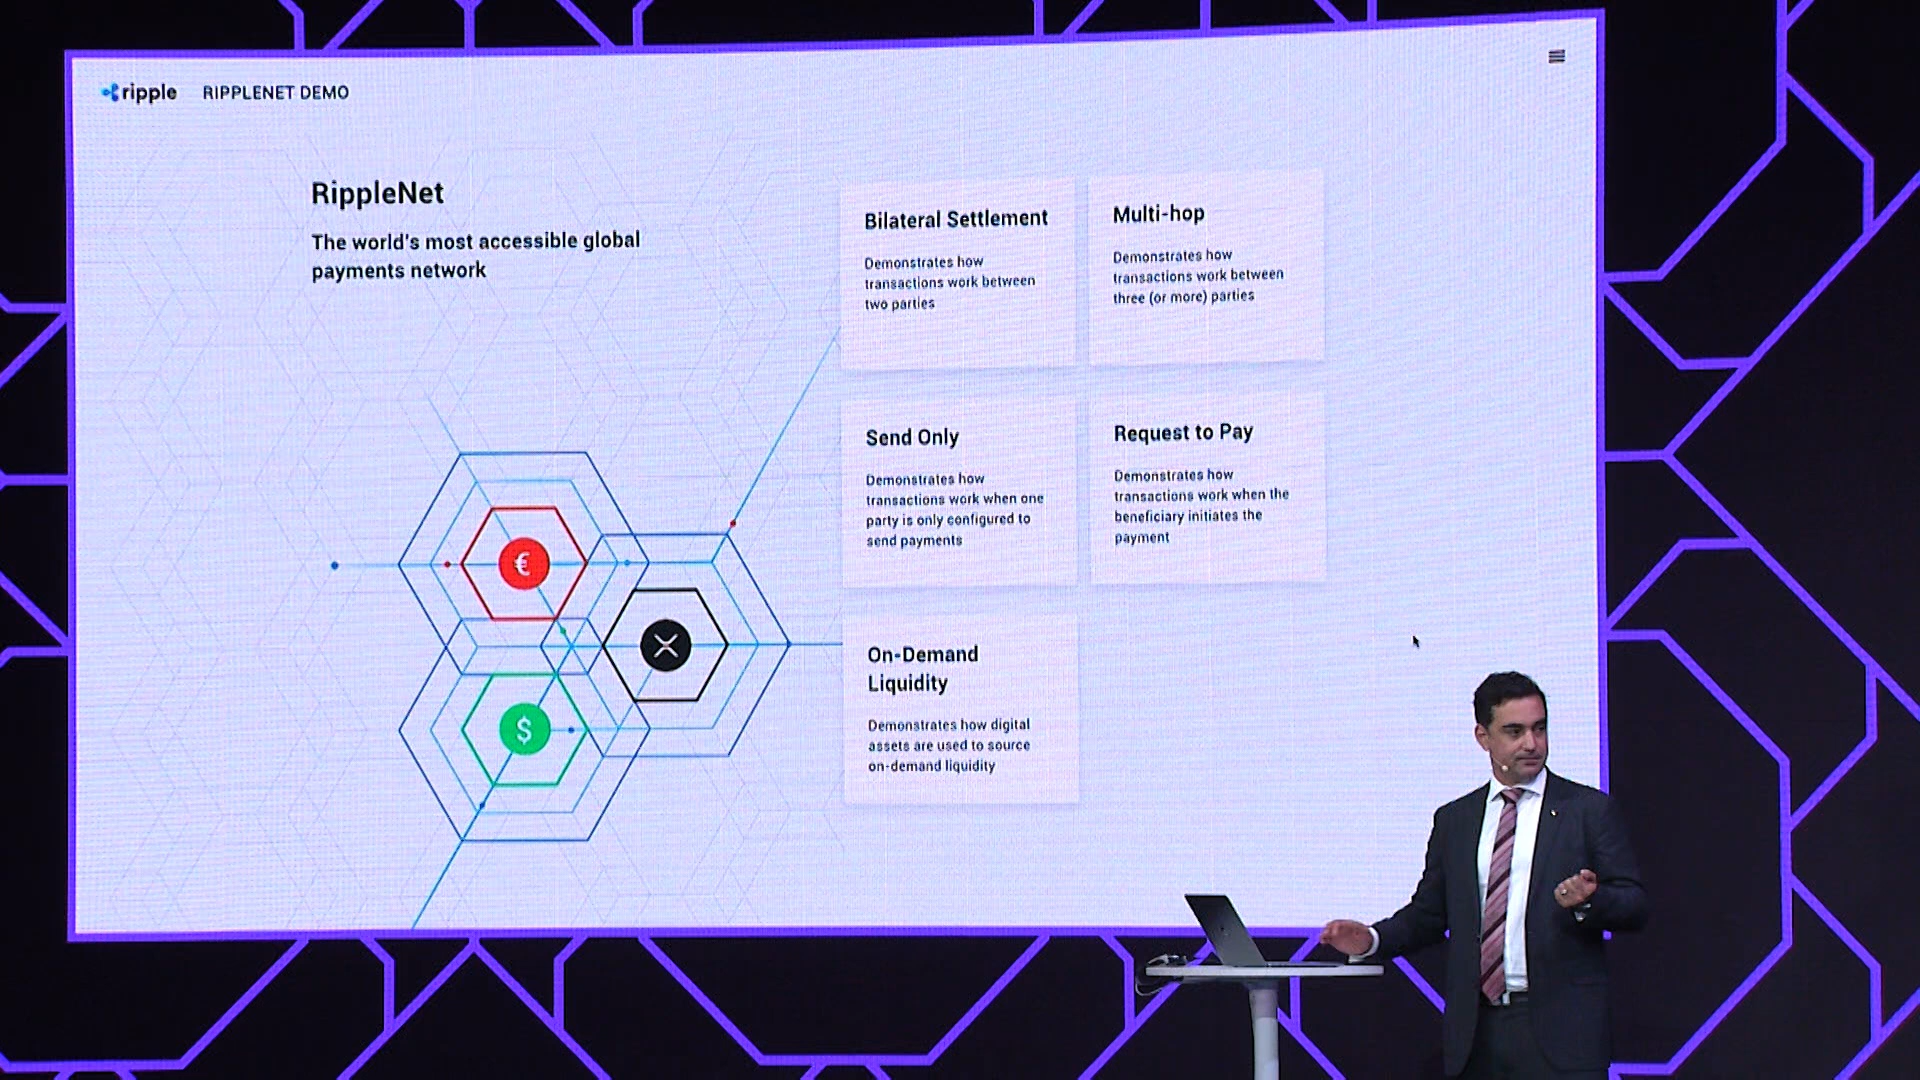 ripple RIPPLENET DEMO
RippleNet
The world's most accessible global
payments network
Bilateral Settlement
Demonstrates how
transactions work between
two parties
Multi-hop
Demonstrates how
transactions work between
three (or more) parties
Send Only
Demonstrates how
transactions work when one
party is only configured to
send payments
Request to Pay
Demonstrates how
transactions work when the
beneficiary initiates the
payment
On-Demand
Liquidity
Demonstrates how digital
assets are used to source
on-demand liquidity
€
$